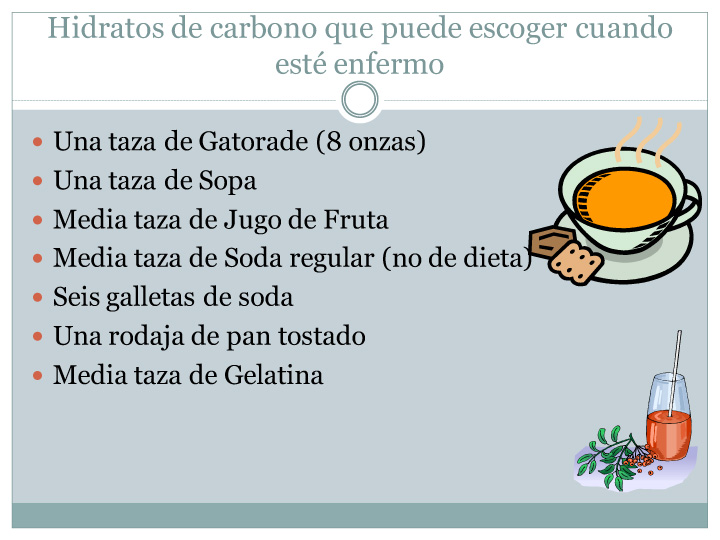 Hidratos de carbono que puede escoger cuando
esté enfermo
• Una taza de Gatorade (8 onzas)
• Una taza de Sopa
• Media taza de Jugo de Fruta
• Media taza de Soda regular (no de dieta)
• Seis galletas de soda
• Una rodaja de pan tostado
• Media taza de Gelatina